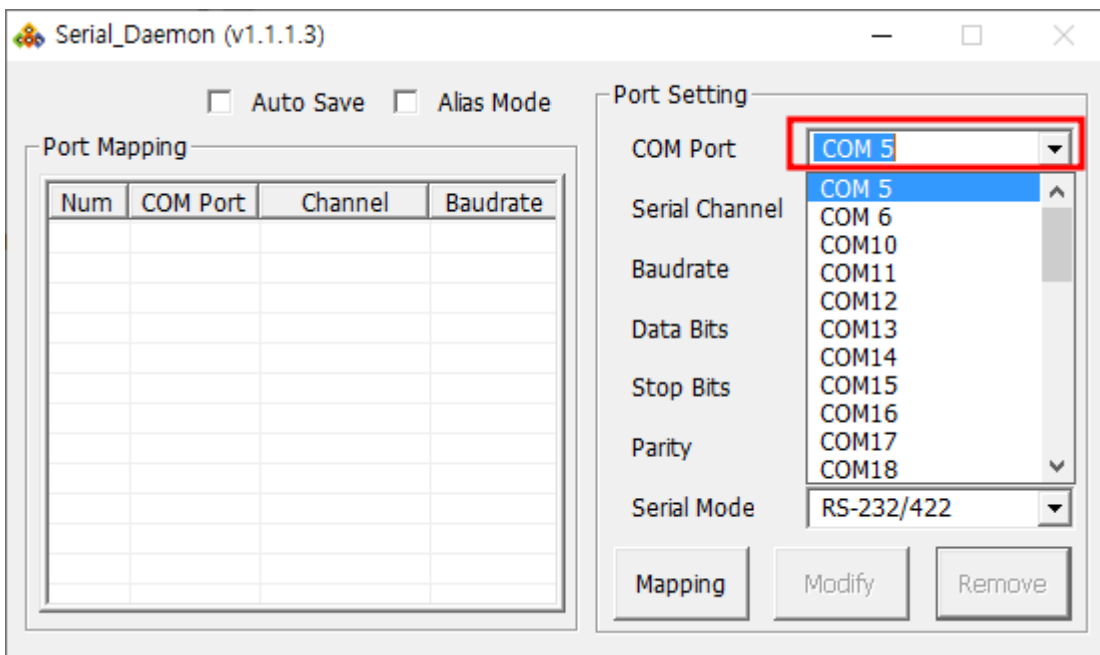 Serial_Daemon (v1.1.1.3)
Auto Save Alias Mode
Port Mapping
Num COM Port Channel Baudrate
Port Setting
COM Port COM 5
COM 5
COM 6
COM10
COM11
COM12
COM13
COM14
COM15
COM16
COM17
COM18
Serial Channel
Baudrate
Data Bits
Stop Bits
Parity
Serial Mode RS-232/422
Mapping Modify Remove